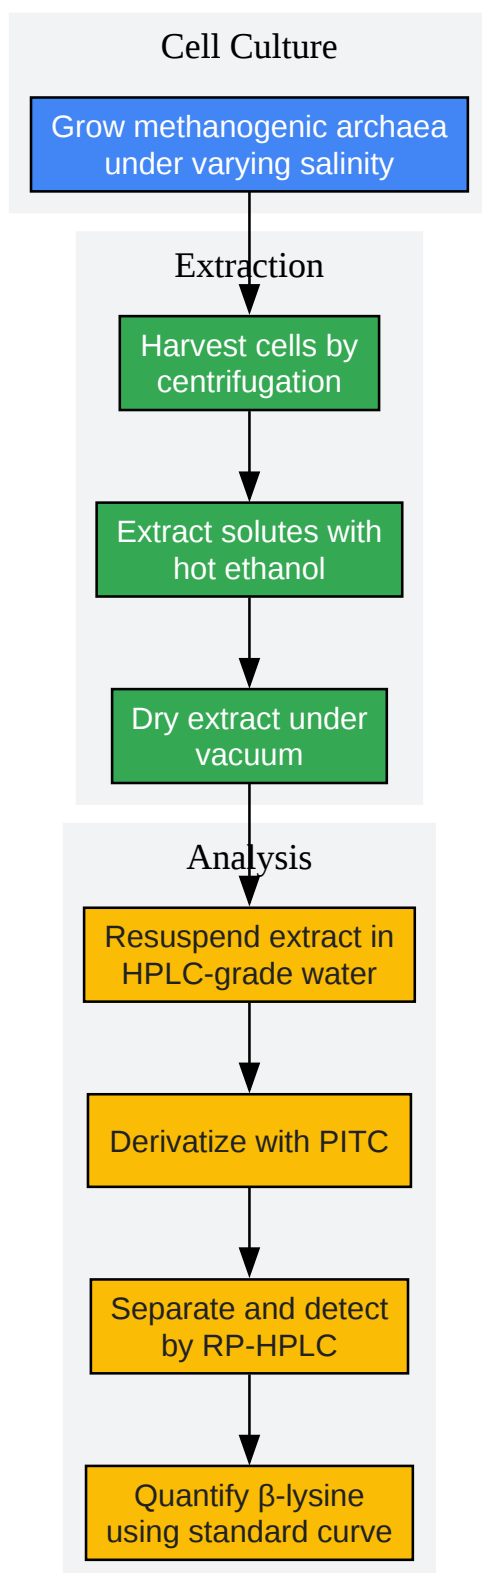 Cell Culture
Grow methanogenic archaea
under varying salinity
Extraction
Harvest cells by
centrifugation
Extract solutes with
hot ethanol
Dry extract under
vacuum
Analysis
Resuspend extract in
HPLC-grade water
Derivatize with PITC
Separate and detect
by RP-HPLC
Quantify β-lysine
using standard curve